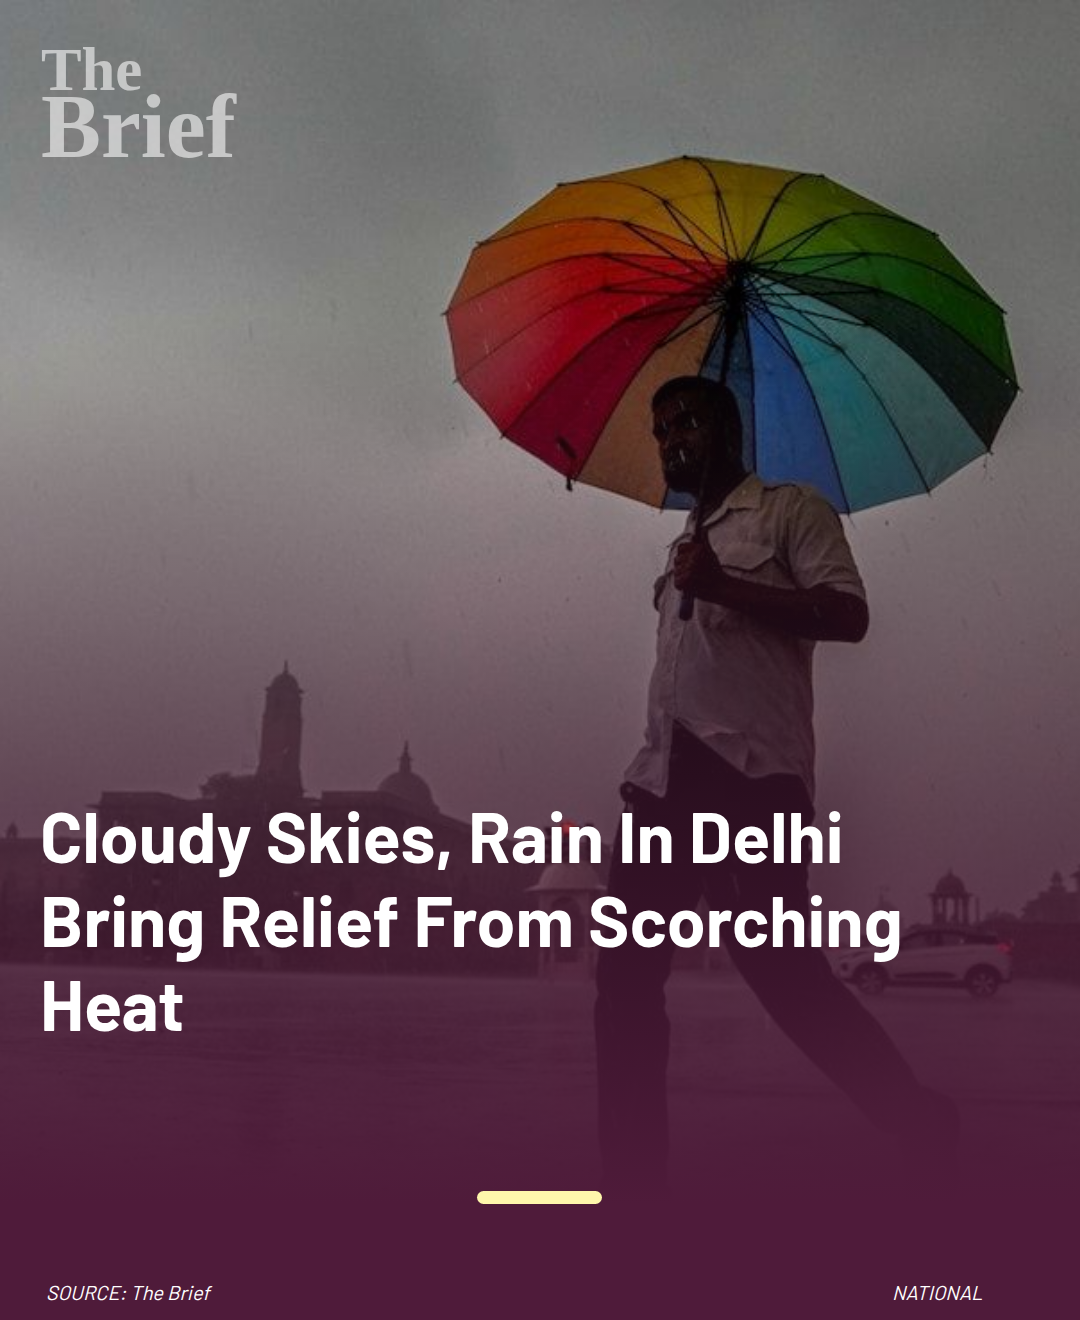 The
Brief
Cloudy Skies, Rain In Delhi
Bring Relief From Scorching
Heat
SOURCE: The Brief
NATIONAL